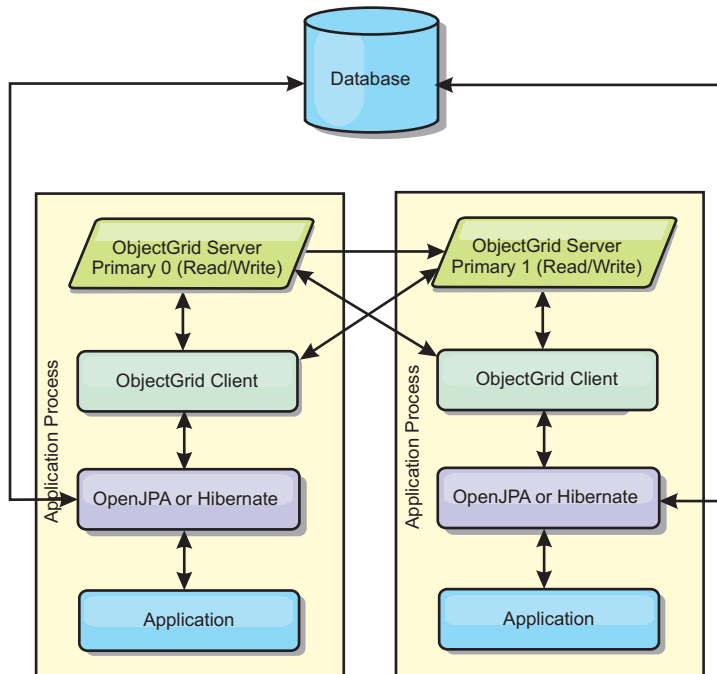 Database
ObjectGrid Server
Primary 0 (Read/Write)
ObjectGrid Client
OpenJPA or Hibernate
Application
Application Process
ObjectGrid Server
Primary 1 (Read/Write)
ObjectGrid Client
OpenJPA or Hibernate
Application
Application Process